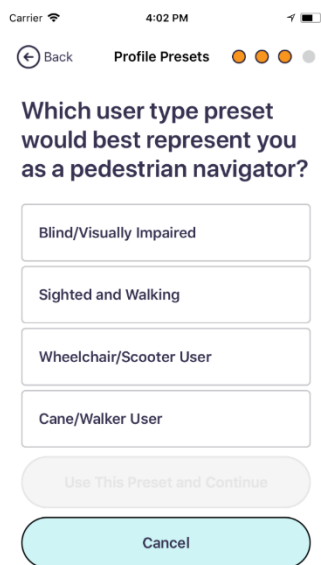 Carrier 4:02 PM
Back Profile Presets
Which user type preset
would best represent you
as a pedestrian navigator?
Blind/Visually Impaired
Sighted and Walking
Wheelchair/Scooter User
Cane/Walker User
Use This Preset and Continue
Cancel